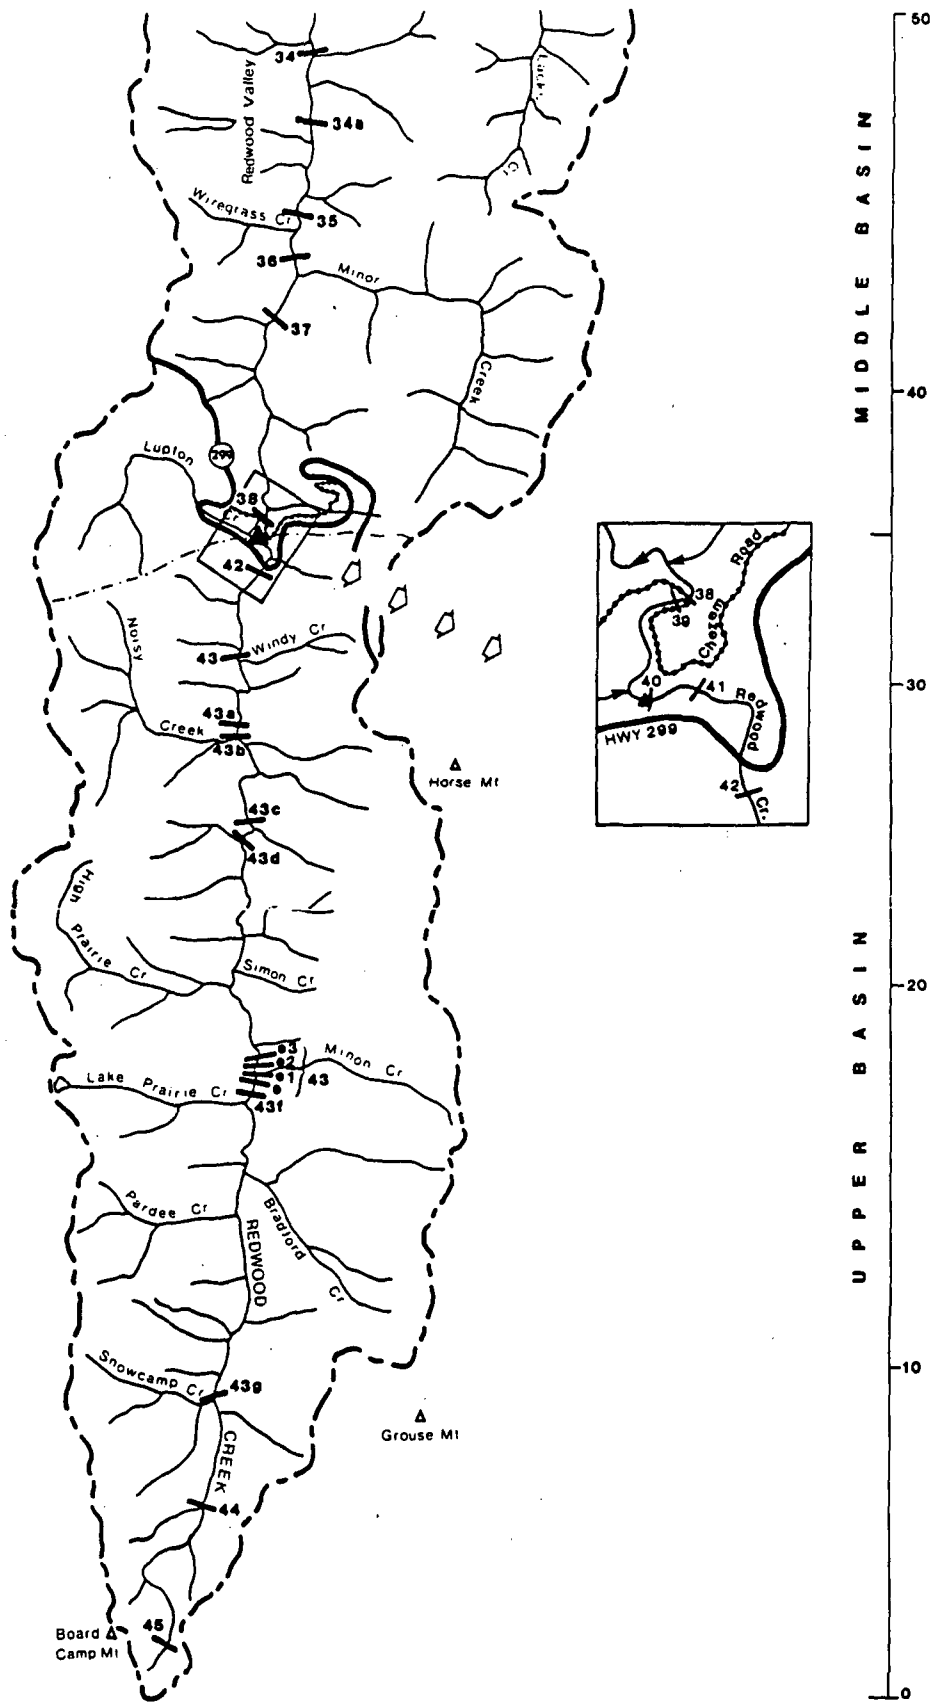 50
34
Redwood Valley
34a
Wiregrass Cr
35
36
Minor
Creek
37
MIDDLE BASIN
40
299
Lupton
Cr
38
42
Noisy
Creek
Windy Cr
43
43a
43b
Horse Mt
43c
43d
Road
Chezem
38
39
40
41
Redwood
Cr.
HWY 299
42
30
High
Prairie Cr
Simon Cr
20
UPPER BASIN
e3
e2
e1
e
43
43f
Minon Cr
Lake Prairie Cr
Pardee Cr
Bradford
Cr
REDWOOD
CREEK
Snowcamp Cr
43g
10
Grouse Mt
44
45
Board
Camp Mt
0